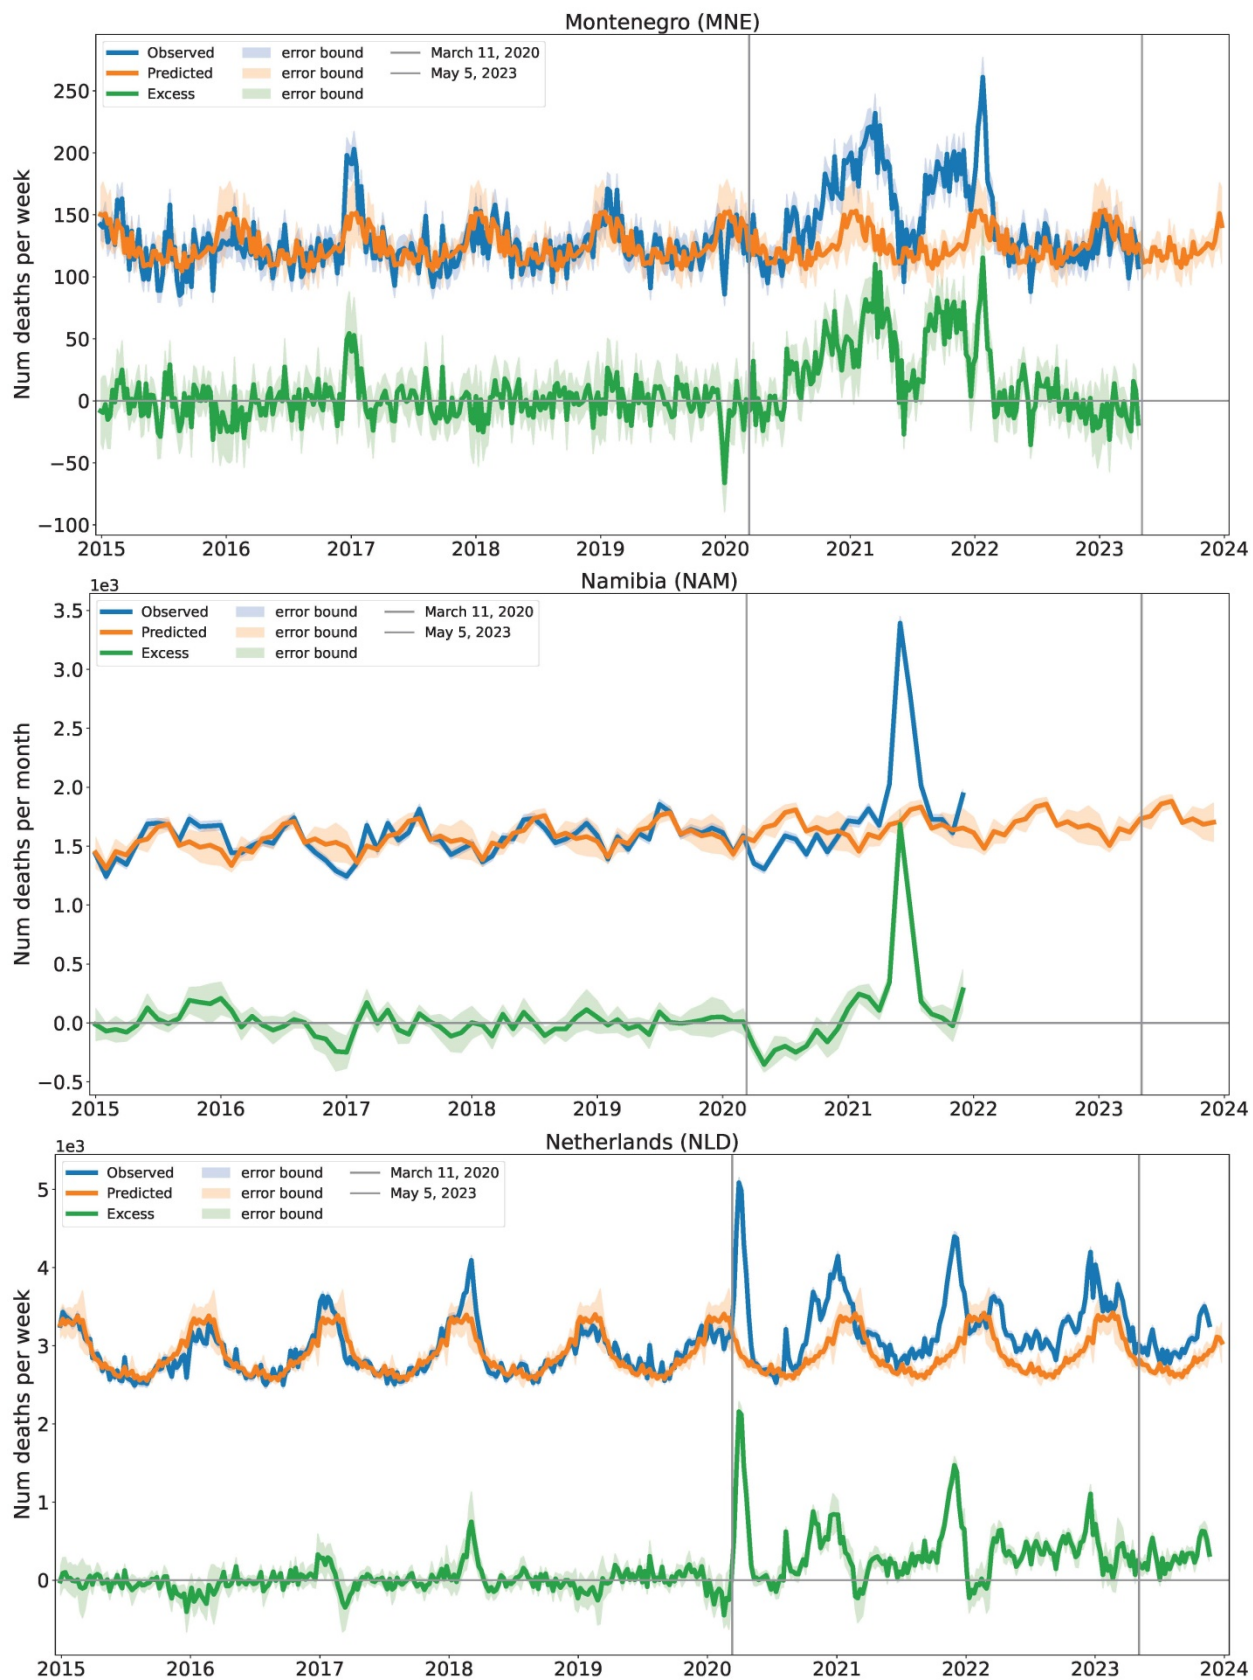 Montenegro (MNE)
Observed error bound March 11, 2020
Predicted error bound May 5, 2023
Excess error bound
Num deaths per week
250
200
150
100
50
0
−50
−100
2015 2016 2017 2018 2019 2020 2021 2022 2023 2024
Namibia (NAM)
1e3
Observed error bound March 11, 2020
Predicted error bound May 5, 2023
Excess error bound
Num deaths per month
3.5
3.0
2.5
2.0
1.5
1.0
0.5
0.0
−0.5
2015 2016 2017 2018 2019 2020 2021 2022 2023 2024
Netherlands (NLD)
1e3
Observed error bound March 11, 2020
Predicted error bound May 5, 2023
Excess error bound
Num deaths per week
5
4
3
2
1
0
2015 2016 2017 2018 2019 2020 2021 2022 2023 2024